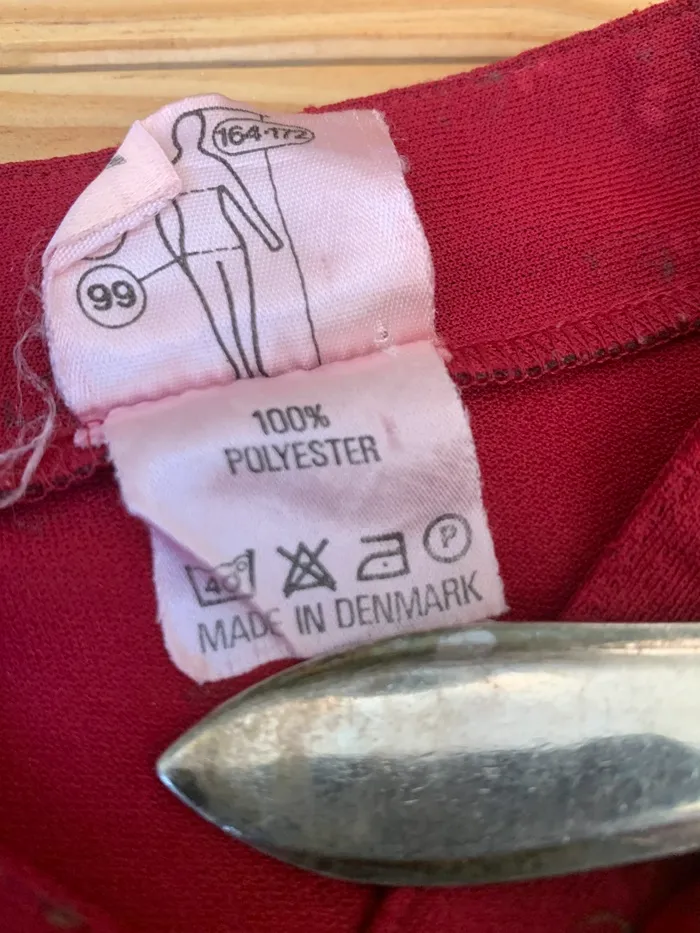 164-172
99
100%
POLYESTER
40°
P
MADE IN DENMARK